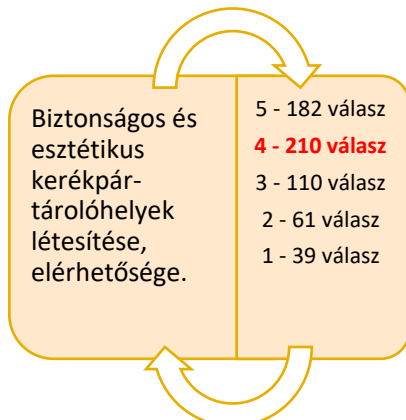 Biztonságos és
esztétikus
kerékpár-
tárolóhelyek
létesítése,
elérhetősége.
5 - 182 válasz
4 - 210 válasz
3 - 110 válasz
2 - 61 válasz
1 - 39 válasz